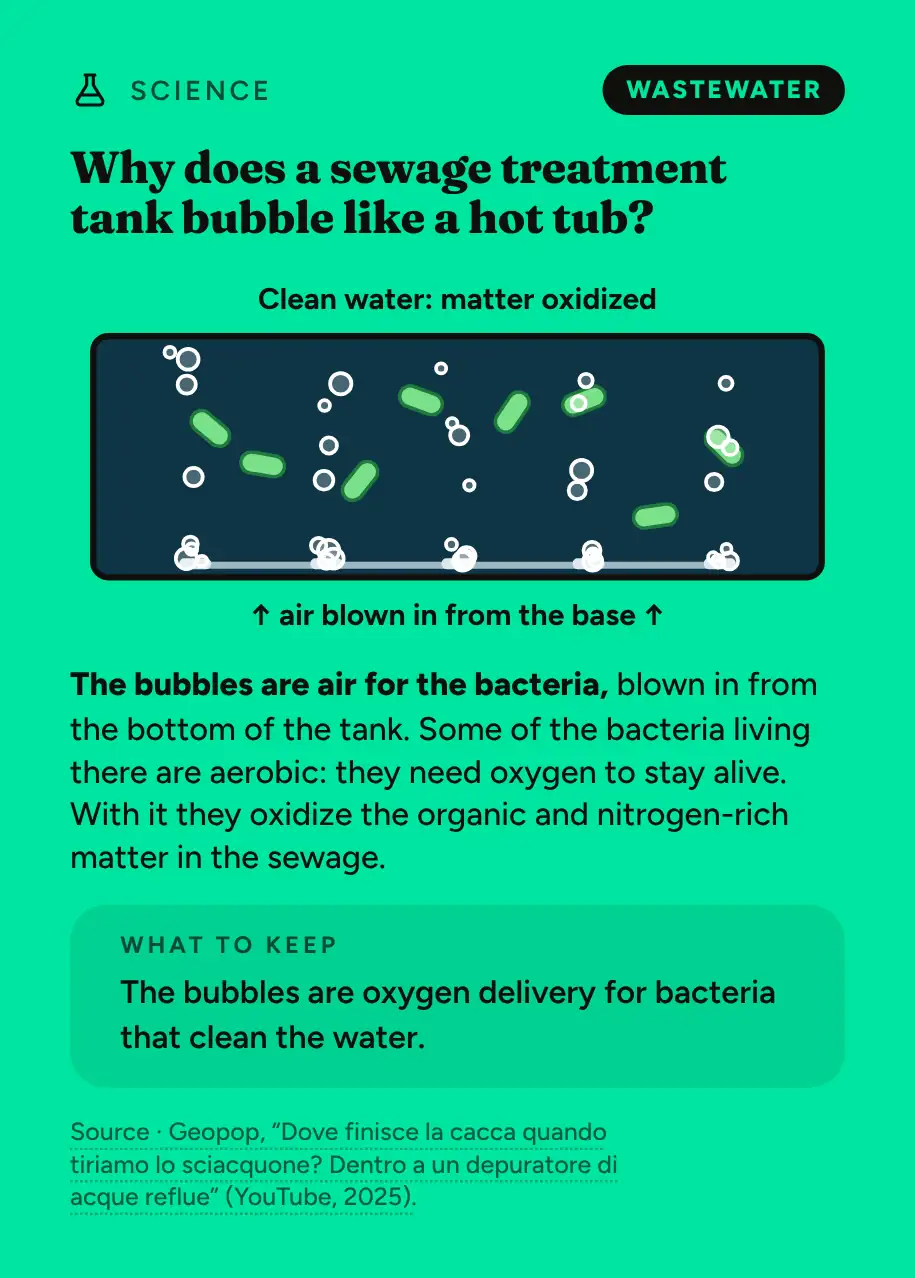 SCIENCE
WASTEWATER
Why does a sewage treatment
tank bubble like a hot tub?
Clean water: matter oxidized
↑ air blown in from the base ↑
The bubbles are air for the bacteria, blown in from
the bottom of the tank. Some of the bacteria living
there are aerobic: they need oxygen to stay alive.
With it they oxidize the organic and nitrogen-rich
matter in the sewage.
WHAT TO KEEP
The bubbles are oxygen delivery for bacteria
that clean the water.
Source · Geopop, “Dove finisce la cacca quando
tiriamo lo sciacquone? Dentro a un depuratore di
acque reflue” (YouTube, 2025).